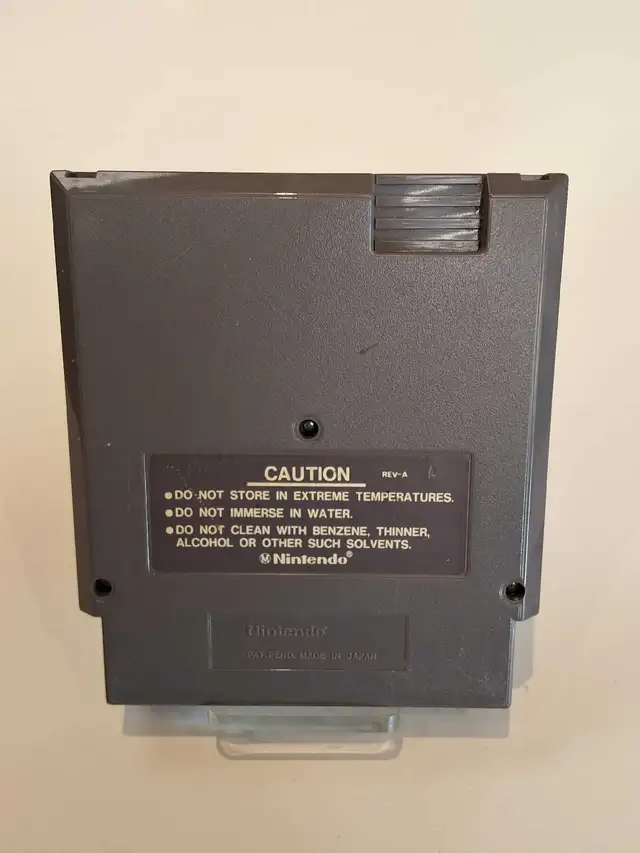 CAUTION REV-A
●DO NOT STORE IN EXTREME TEMPERATURES.
●DO NOT IMMERSE IN WATER.
●DO NOT CLEAN WITH BENZENE, THINNER,
ALCOHOL OR OTHER SUCH SOLVENTS.
Ⓜ Nintendo®
Nintendo®
PAT. PEND. MADE IN JAPAN